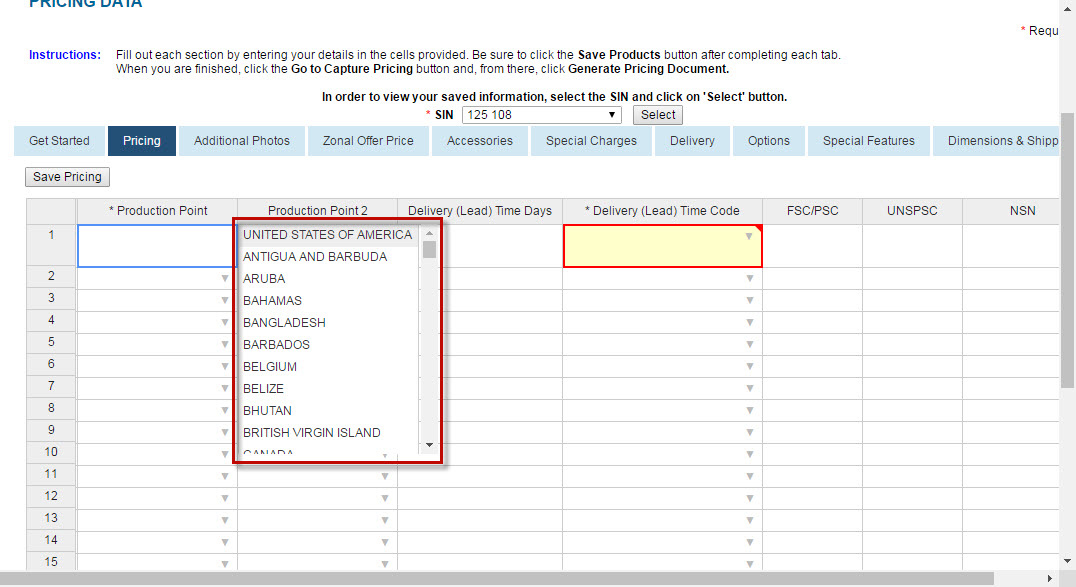 PRICING DATA
* Requ
Instructions: Fill out each section by entering your details in the cells provided. Be sure to click the Save Products button after completing each tab.
When you are finished, click the Go to Capture Pricing button and, from there, click Generate Pricing Document.
In order to view your saved information, select the SIN and click on 'Select' button.
* SIN 125 108 Select
Get Started Pricing Additional Photos Zonal Offer Price Accessories Special Charges Delivery Options Special Features Dimensions & Shipp
Save Pricing
* Production Point Production Point 2 Delivery (Lead) Time Days * Delivery (Lead) Time Code FSC/PSC UNSPSC NSN
1 UNITED STATES OF AMERICA
ANTIGUA AND BARBUDA
2 ARUBA
3 BAHAMAS
4 BANGLADESH
5 BARBADOS
6 BELGIUM
7 BELIZE
8 BHUTAN
9 BRITISH VIRGIN ISLAND
10 CANADA
11
12
13
14
15